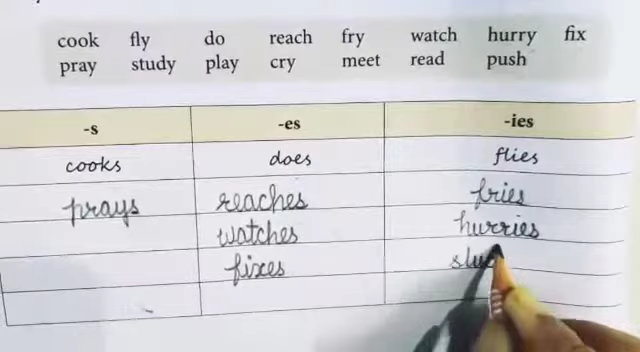 cook fly do reach fry watch hurry fix
pray study play cry meet read push
-s -es -ies
cooks does flies
prays reaches fries
watches hurries
fixes